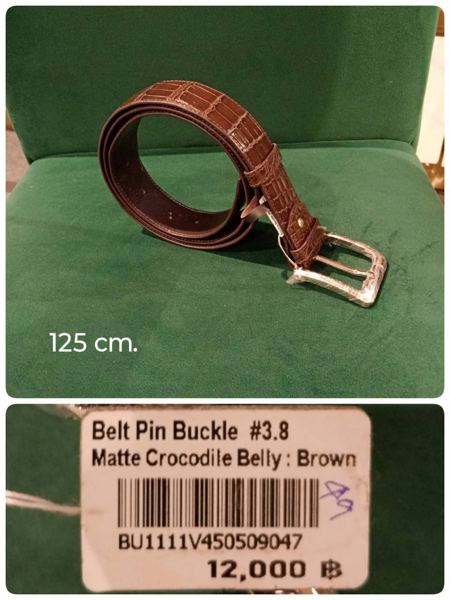 125 cm.
Belt Pin Buckle #3.8
Matte Crocodile Belly : Brown
BU1111V450509047
12,000 ฿